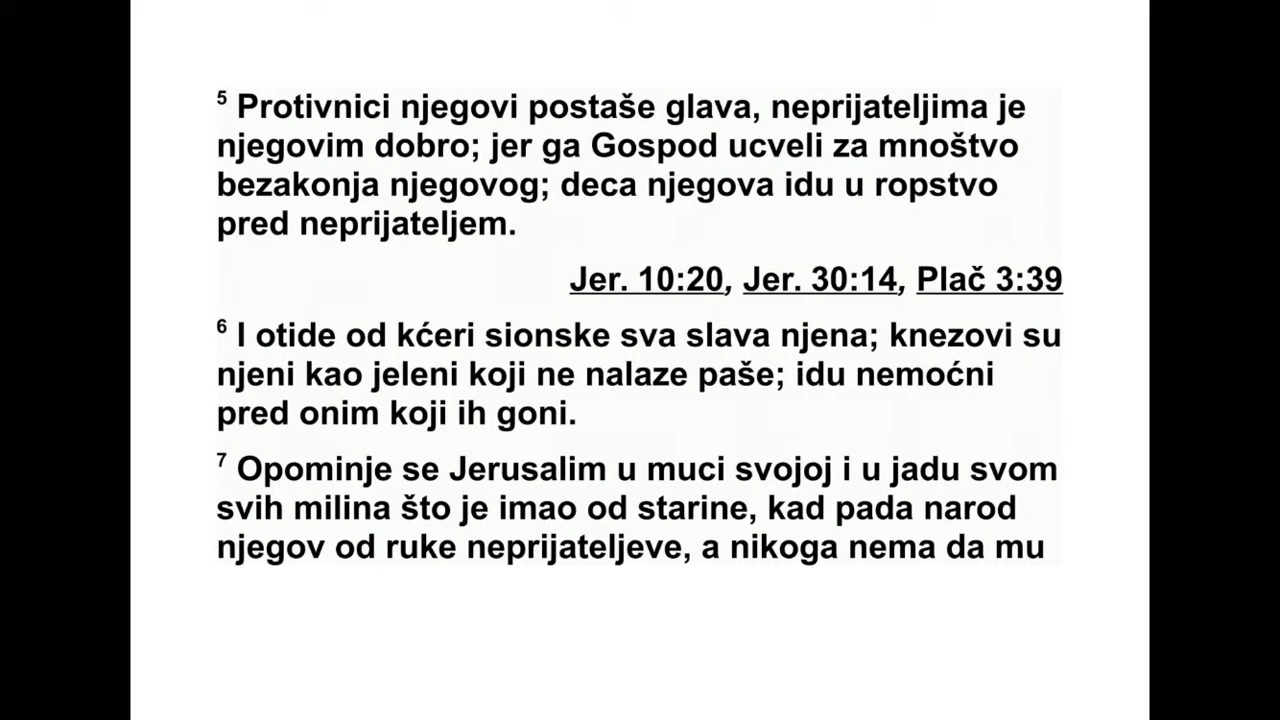 5 Protivnici njegovi postaše glava, neprijateljima je
njegovim dobro; jer ga Gospod ucveli za mnoštvo
bezakonja njegovog; deca njegova idu u ropstvo
pred neprijateljem.
Jer. 10:20, Jer. 30:14, Plač 3:39
6 I otide od kćeri sionske sva slava njena; knezovi su
njeni kao jeleni koji ne nalaze paše; idu nemoćni
pred onim koji ih goni.
7 Opominje se Jerusalim u muci svojoj i u jadu svom
svih milina što je imao od starine, kad pada narod
njegov od ruke neprijateljeve, a nikoga nema da mu